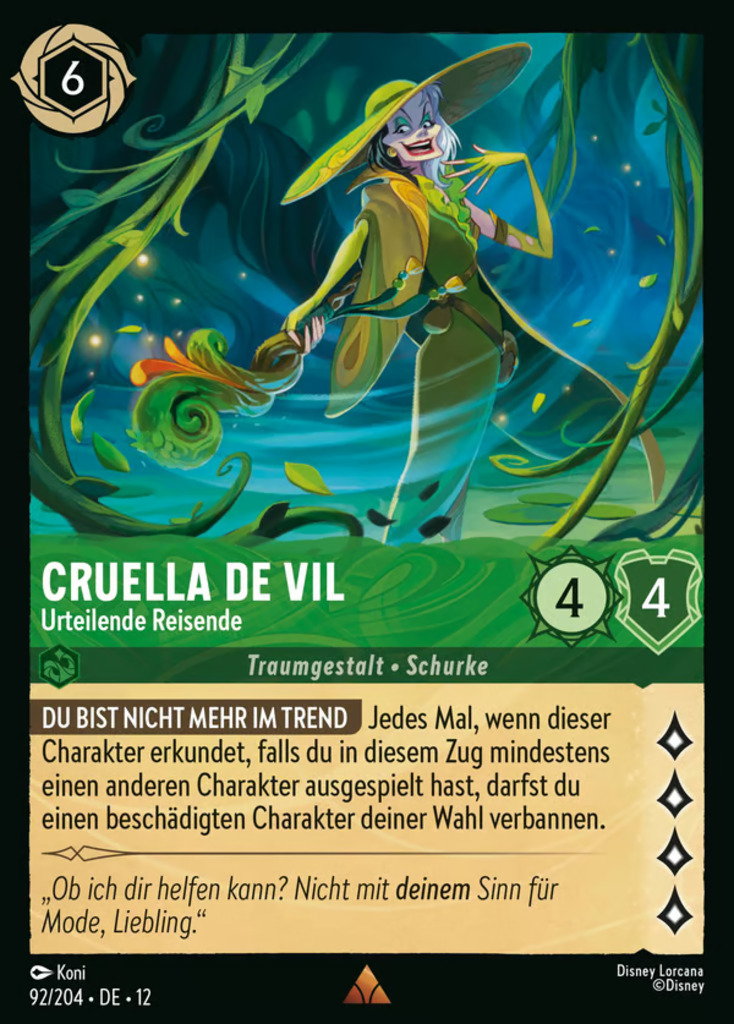 6
CRUELLA DE VIL
Urteilende Reisende
4
4
Traumgestalt • Schurke
DU BIST NICHT MEHR IM TREND Jedes Mal, wenn dieser
Charakter erkundet, falls du in diesem Zug mindestens
einen anderen Charakter ausgespielt hast, darfst du
einen beschädigten Charakter deiner Wahl verbannen.
„Ob ich dir helfen kann? Nicht mit deinem Sinn für
Mode, Liebling.“
Koni
92/204 • DE • 12
Disney Lorcana
©Disney